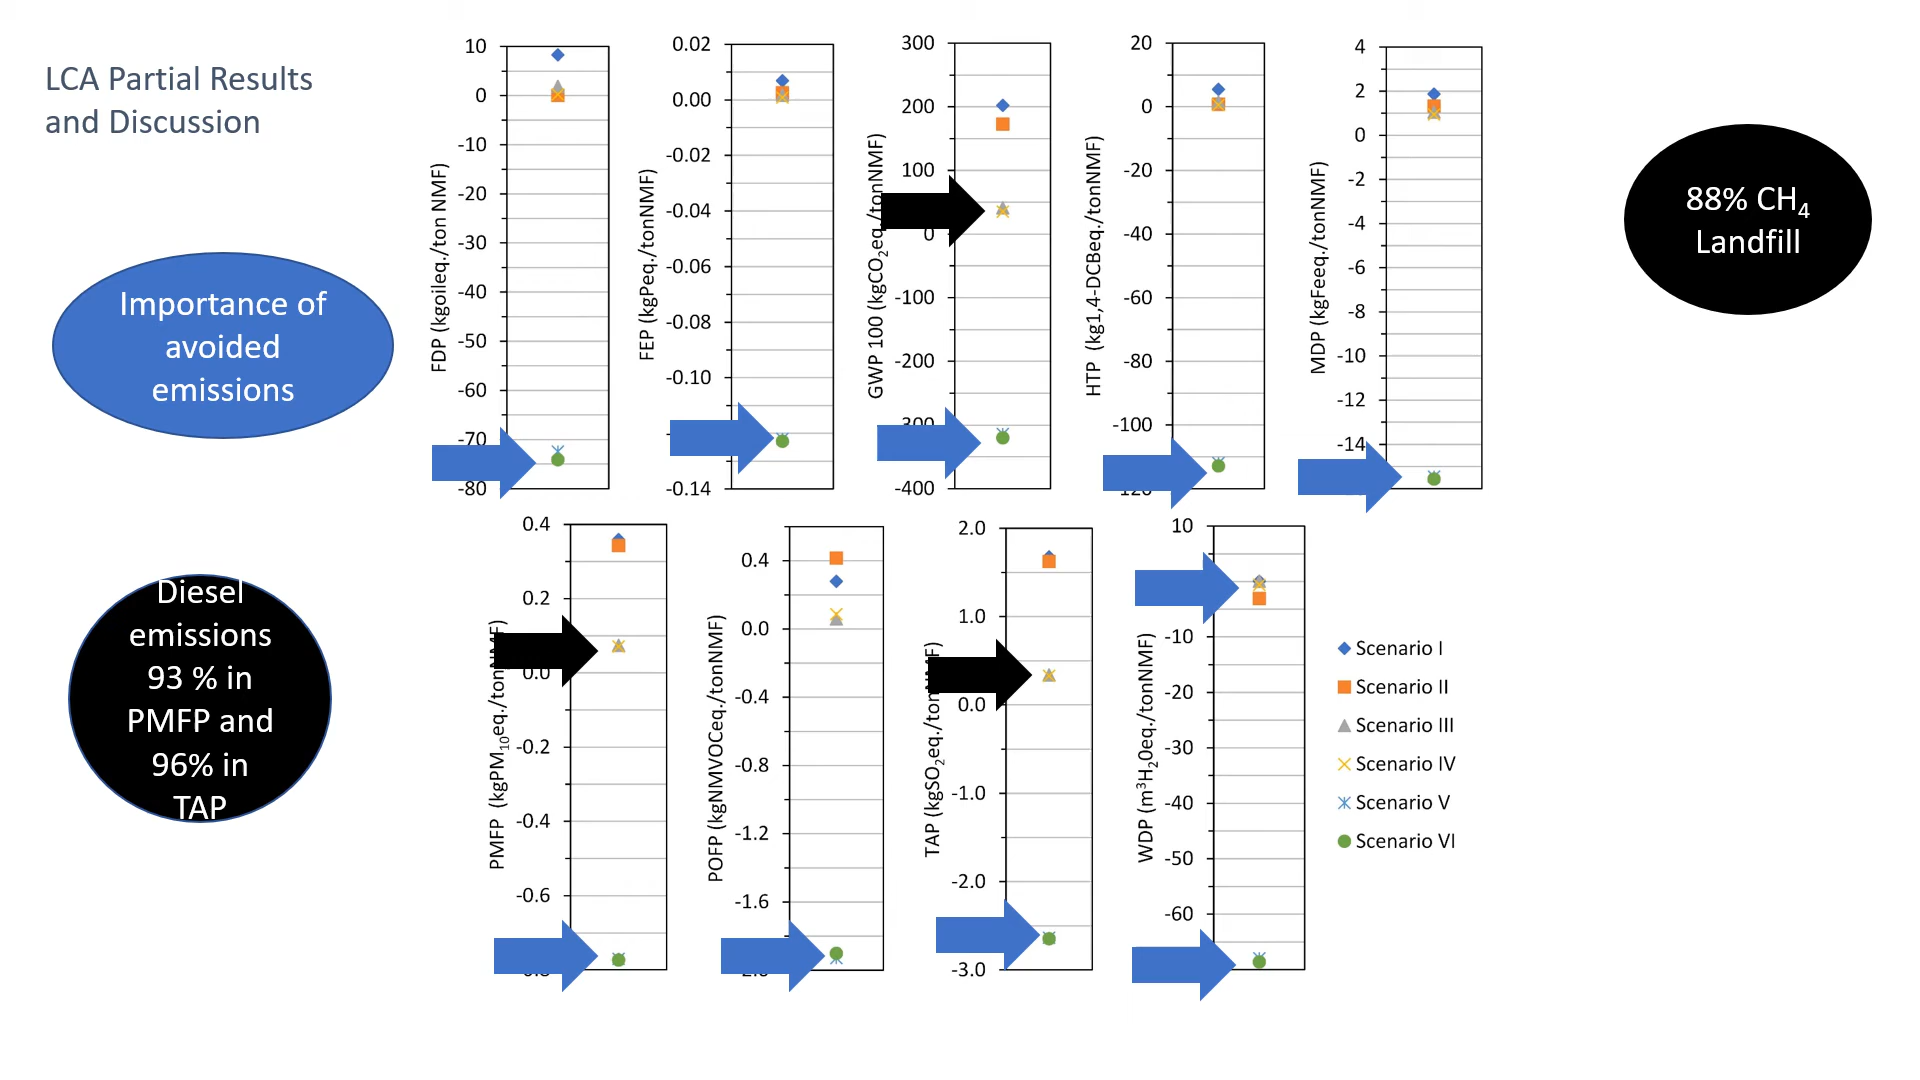 LCA Partial Results
and Discussion
Importance of
avoided
emissions
Diesel
emissions
93 % in
PMFP and
96% in
TAP
88% CH4
Landfill
FDP (kgoileq./ton NMF)
10
0
-10
-20
-30
-40
-50
-60
-70
-80
FEP (kgPeq./tonNMF)
0.02
0.00
-0.02
-0.04
-0.06
-0.08
-0.10
-0.14
GWP 100 (kgCO2eq./tonNMF)
300
200
100
0
-100
-200
-400
HTP (kg1,4-DCBeq./tonNMF)
20
0
-20
-40
-60
-80
-100
MDP (kgFeeq./tonNMF)
4
2
0
-2
-4
-6
-8
-10
-12
-14
PMFP (kgPM10eq./tonNMF)
0.4
0.2
0.0
-0.2
-0.4
-0.6
POFP (kgNMVOCeq./tonNMF)
0.4
0.0
-0.4
-0.8
-1.2
-1.6
TAP (kgSO2eq./tonNMF)
2.0
1.0
0.0
-1.0
-2.0
-3.0
WDP (m³H20eq./tonNMF)
10
-10
-20
-30
-40
-50
-60
Scenario I
Scenario II
Scenario III
Scenario IV
Scenario V
Scenario VI